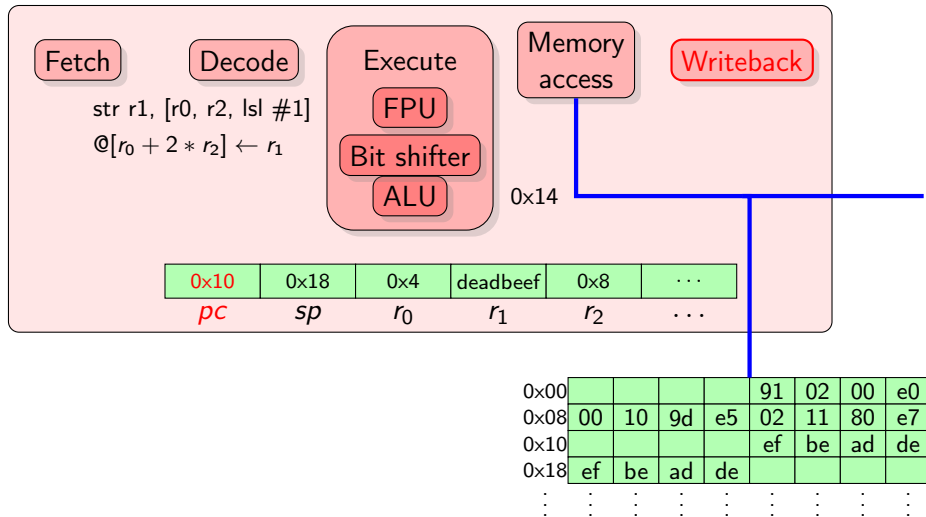 Fetch
Decode
Execute
Memory
access
Writeback
str r1, [r0, r2, lsl #1]
@[r₀ + 2 * r₂] ← r₁
FPU
Bit shifter
ALU
0x14
0x10 0x18 0x4 deadbeef 0x8 ···
pc sp r₀ r₁ r₂ ...
0x00 91 02 00 e0
0x08 00 10 9d e5 02 11 80 e7
0x10 ef be ad de
0x18 ef be ad de
⋮ ⋮ ⋮ ⋮ ⋮ ⋮ ⋮ ⋮ ⋮